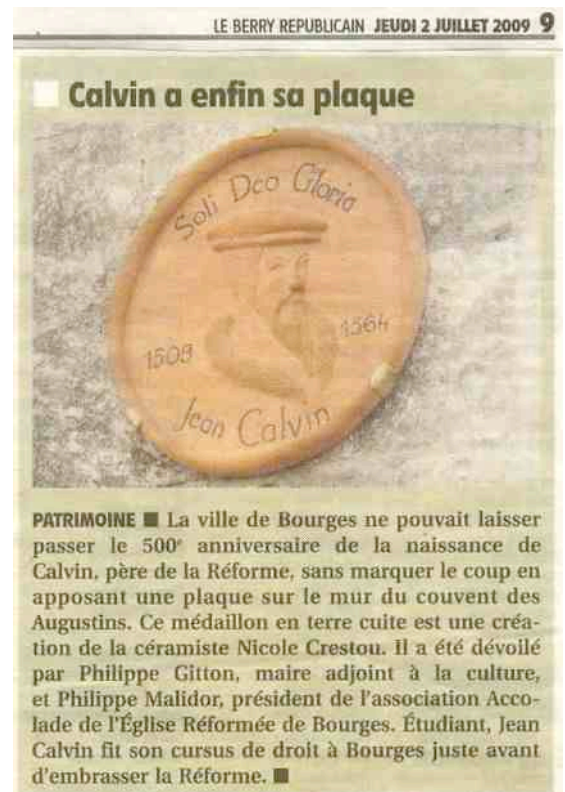 LE BERRY REPUBLICAIN JEUDI 2 JUILLET 2009 9
Calvin a enfin sa plaque
Soli Deo Gloria
1509
1564
Jean Calvin
PATRIMOINE ■ La ville de Bourges ne pouvait laisser
passer le 500e anniversaire de la naissance de
Calvin, père de la Réforme, sans marquer le coup en
apposant une plaque sur le mur du couvent des
Augustins. Ce médaillon en terre cuite est une créa-
tion de la céramiste Nicole Crestou. Il a été dévoilé
par Philippe Gitton, maire adjoint à la culture,
et Philippe Malidor, président de l'association Acco-
lade de l'Église Réformée de Bourges. Étudiant, Jean
Calvin fit son cursus de droit à Bourges juste avant
d'embrasser la Réforme. ■